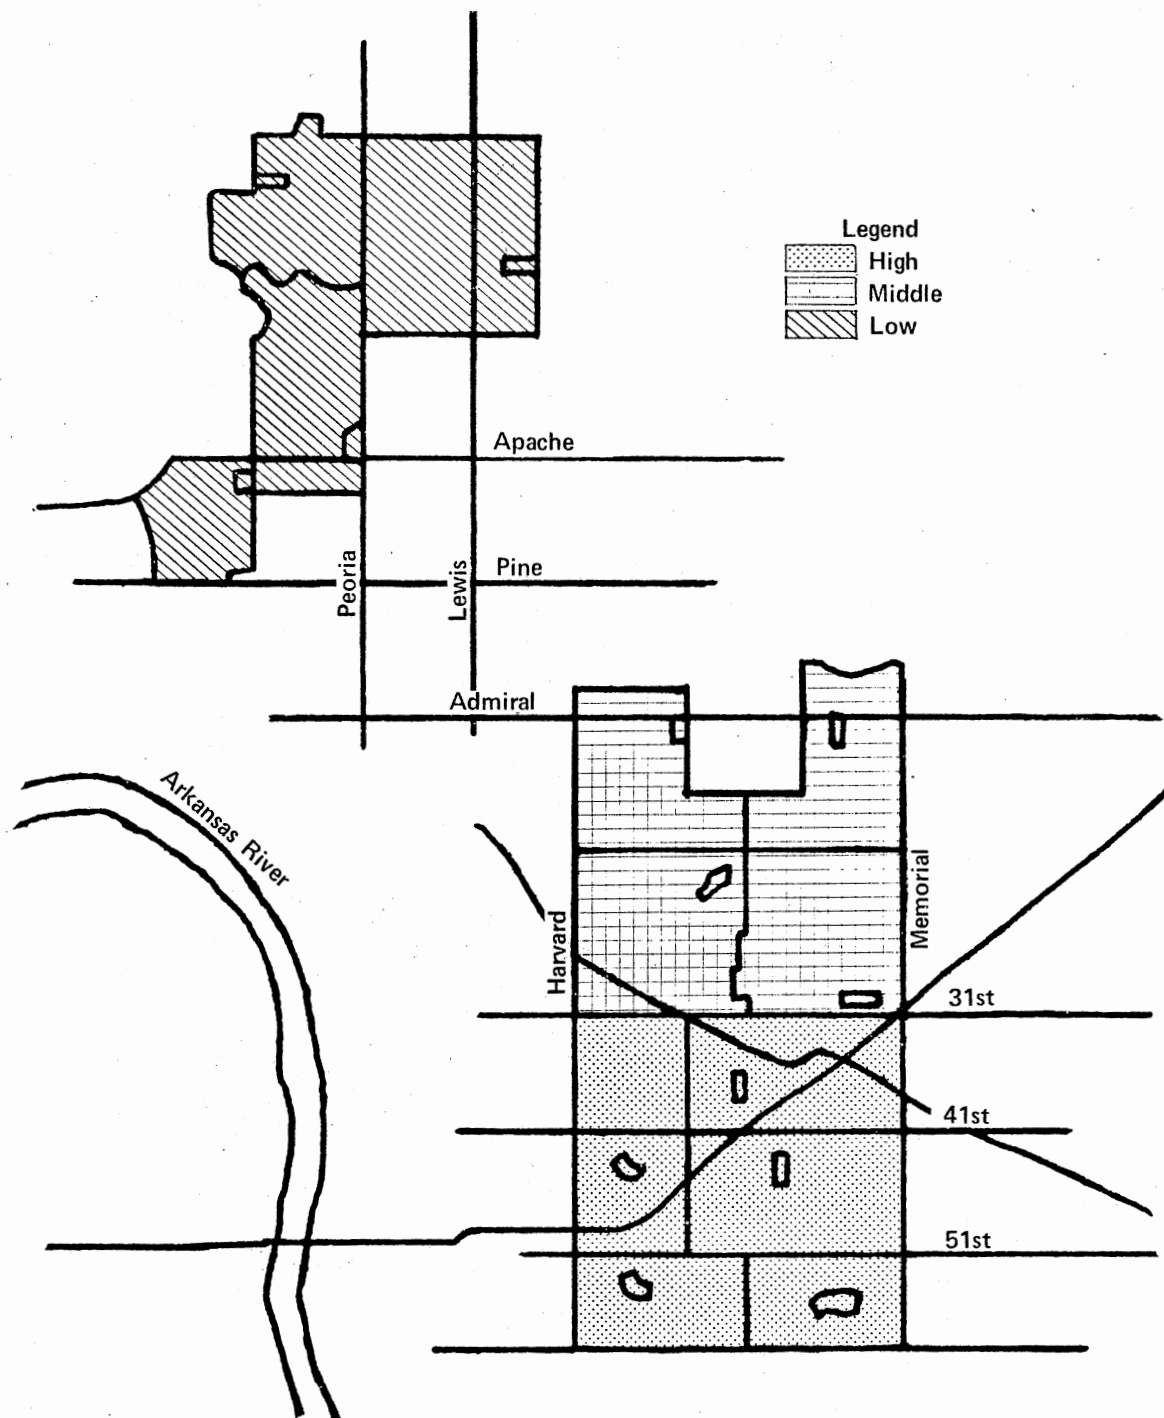 Legend
High
Middle
Low
Apache
Peoria
Lewis
Pine
Admiral
Arkansas River
Harvard
Memorial
31st
41st
51st